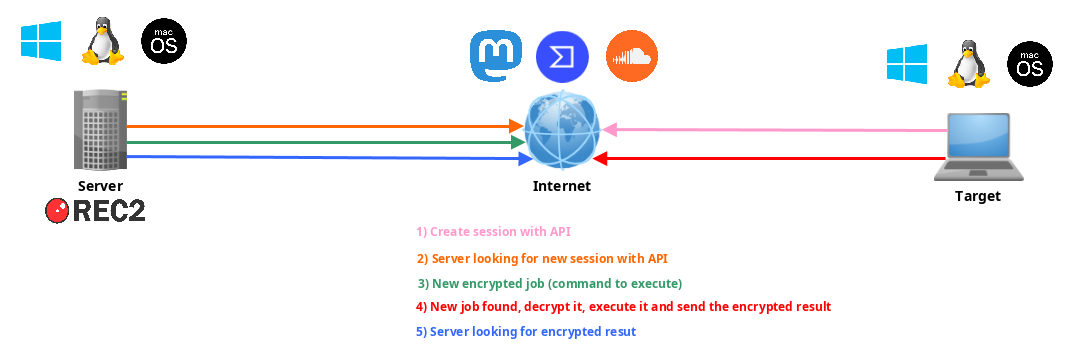 mac
OS
mac
OS
Server
Internet
Target
REC2
1) Create session with API
2) Server looking for new session with API
3) New encrypted job (command to execute)
4) New job found, decrypt it, execute it and send the encrypted result
5) Server looking for encrypted resut